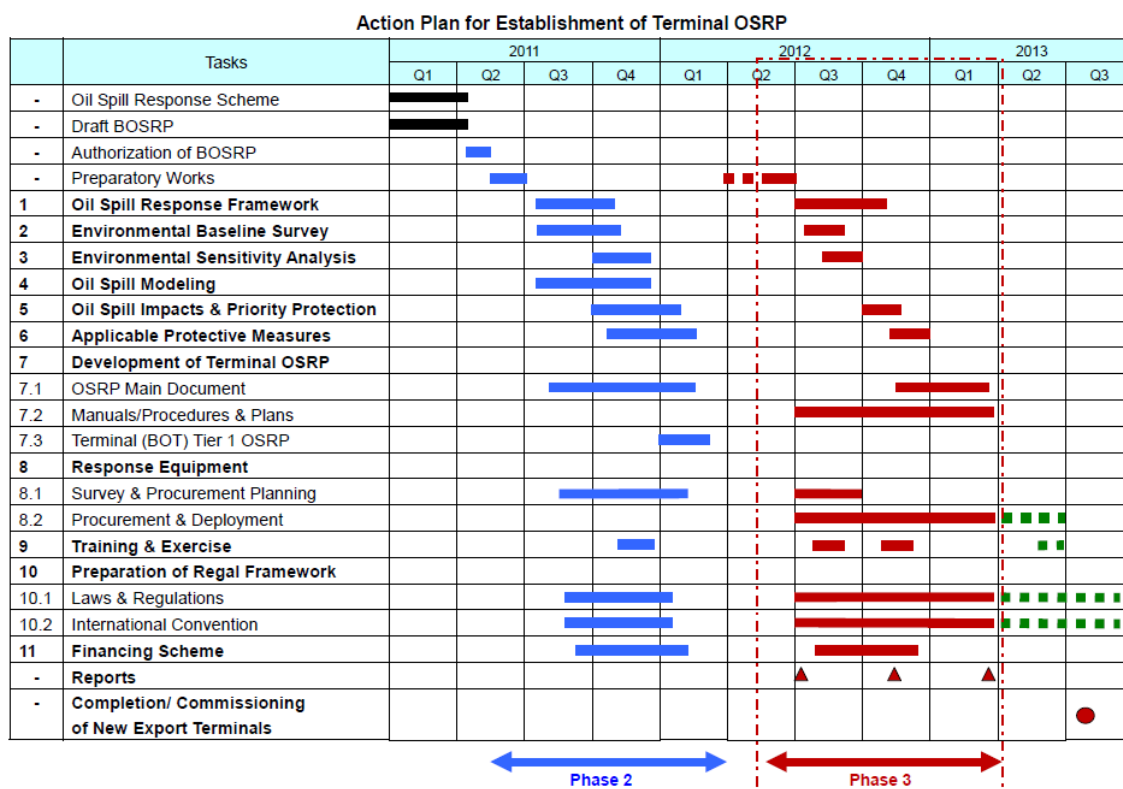 Action Plan for Establishment of Terminal OSRP
Tasks 2011 2012 2013
Q1 Q2 Q3 Q4 Q1 Q2 Q3 Q4 Q1 Q2 Q3
- Oil Spill Response Scheme
- Draft BOSRP
- Authorization of BOSRP
- Preparatory Works
1 Oil Spill Response Framework
2 Environmental Baseline Survey
3 Environmental Sensitivity Analysis
4 Oil Spill Modeling
5 Oil Spill Impacts & Priority Protection
6 Applicable Protective Measures
7 Development of Terminal OSRP
7.1 OSRP Main Document
7.2 Manuals/Procedures & Plans
7.3 Terminal (BOT) Tier 1 OSRP
8 Response Equipment
8.1 Survey & Procurement Planning
8.2 Procurement & Deployment
9 Training & Exercise
10 Preparation of Regal Framework
10.1 Laws & Regulations
10.2 International Convention
11 Financing Scheme
- Reports
- Completion/ Commissioning
of New Export Terminals
Phase 2 Phase 3